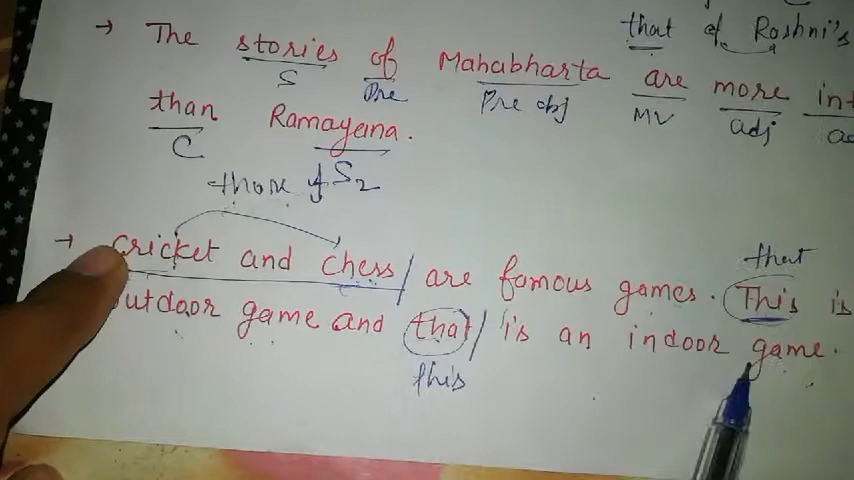 that of Roshni's
→ The stories of Mahabharta are more
S Pre Pre obj MV adj
than Ramayana.
C S2
those of
that
→ Cricket and chess / are famous games. This is
outdoor game and that / is an indoor game.
this